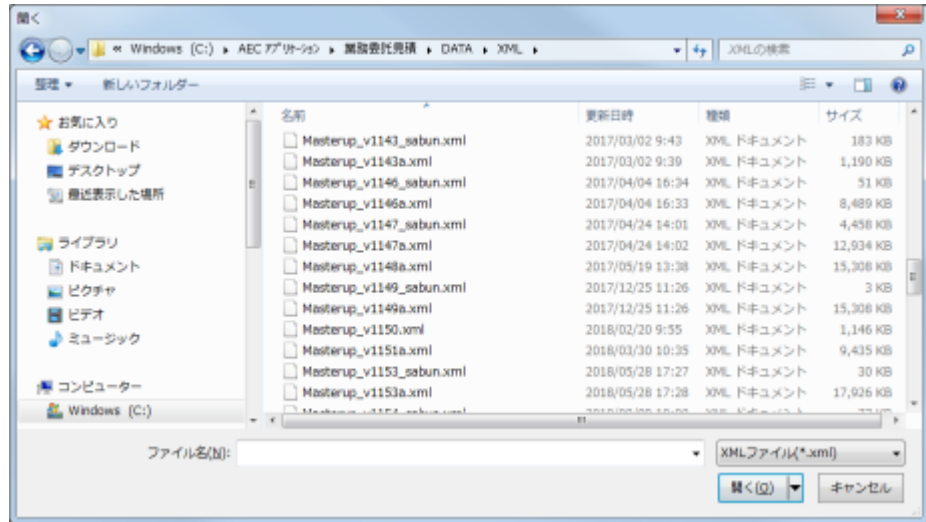 開く
« Windows (C:) ▸ AEC アプリケーション ▸ 業務委託見積 ▸ DATA ▸ XML ▸
XMLの検索
整理 ▼ 新しいフォルダー
お気に入り
ダウンロード
デスクトップ
最近表示した場所
ライブラリ
ドキュメント
ピクチャ
ビデオ
ミュージック
コンピューター
Windows (C:)
名前 更新日時 種類 サイズ
Masterup_v1143_sabun.xml 2017/03/02 9:43 XML ドキュメント 183 KB
Masterup_v1143a.xml 2017/03/02 9:39 XML ドキュメント 1,190 KB
Masterup_v1146_sabun.xml 2017/04/04 16:34 XML ドキュメント 51 KB
Masterup_v1146a.xml 2017/04/04 16:33 XML ドキュメント 8,489 KB
Masterup_v1147_sabun.xml 2017/04/24 14:01 XML ドキュメント 4,458 KB
Masterup_v1147a.xml 2017/04/24 14:02 XML ドキュメント 12,934 KB
Masterup_v1148a.xml 2017/05/19 13:38 XML ドキュメント 15,308 KB
Masterup_v1149_sabun.xml 2017/12/25 11:26 XML ドキュメント 3 KB
Masterup_v1149a.xml 2017/12/25 11:26 XML ドキュメント 15,308 KB
Masterup_v1150.xml 2018/02/20 9:55 XML ドキュメント 1,146 KB
Masterup_v1151a.xml 2018/03/30 10:35 XML ドキュメント 9,435 KB
Masterup_v1153_sabun.xml 2018/05/28 17:27 XML ドキュメント 30 KB
Masterup_v1153a.xml 2018/05/28 17:28 XML ドキュメント 17,926 KB
ファイル名(N):
XMLファイル(*.xml)
開く(O)
キャンセル